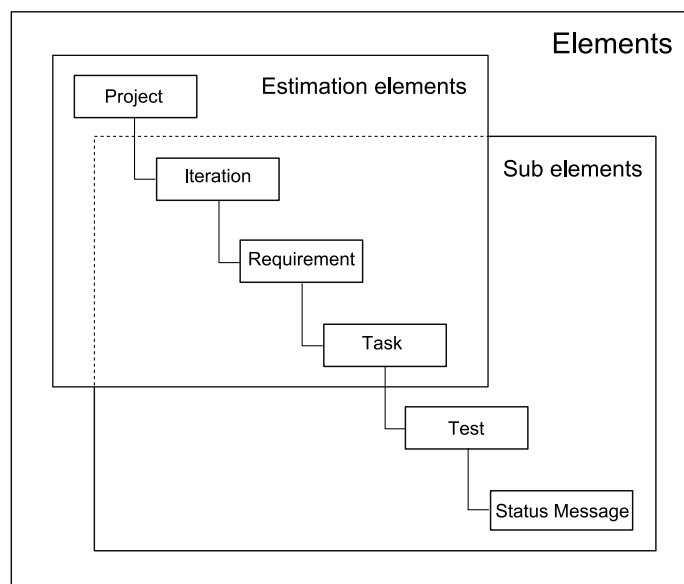 Elements
Estimation elements
Project
Sub elements
Iteration
Requirement
Task
Test
Status Message